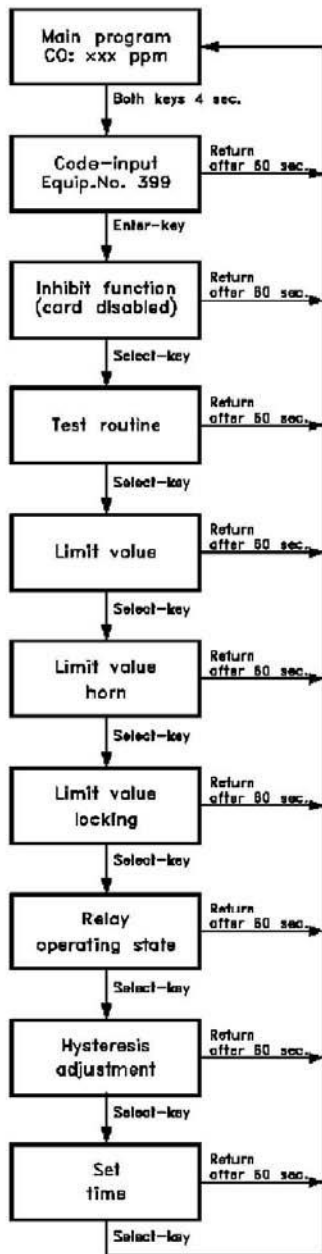 Main program
CO: xxx ppm
Both keys 4 sec.
Code-input
Equip.No. 399
Return
after 60 sec.
Enter-key
Inhibit function
(card disabled)
Return
after 60 sec.
Select-key
Test routine
Return
after 60 sec.
Select-key
Limit value
Return
after 60 sec.
Select-key
Limit value
horn
Return
after 60 sec.
Select-key
Limit value
locking
Return
after 60 sec.
Select-key
Relay
operating state
Return
after 60 sec.
Select-key
Hysteresis
adjustment
Return
after 60 sec.
Select-key
Set
time
Return
after 60 sec.
Select-key